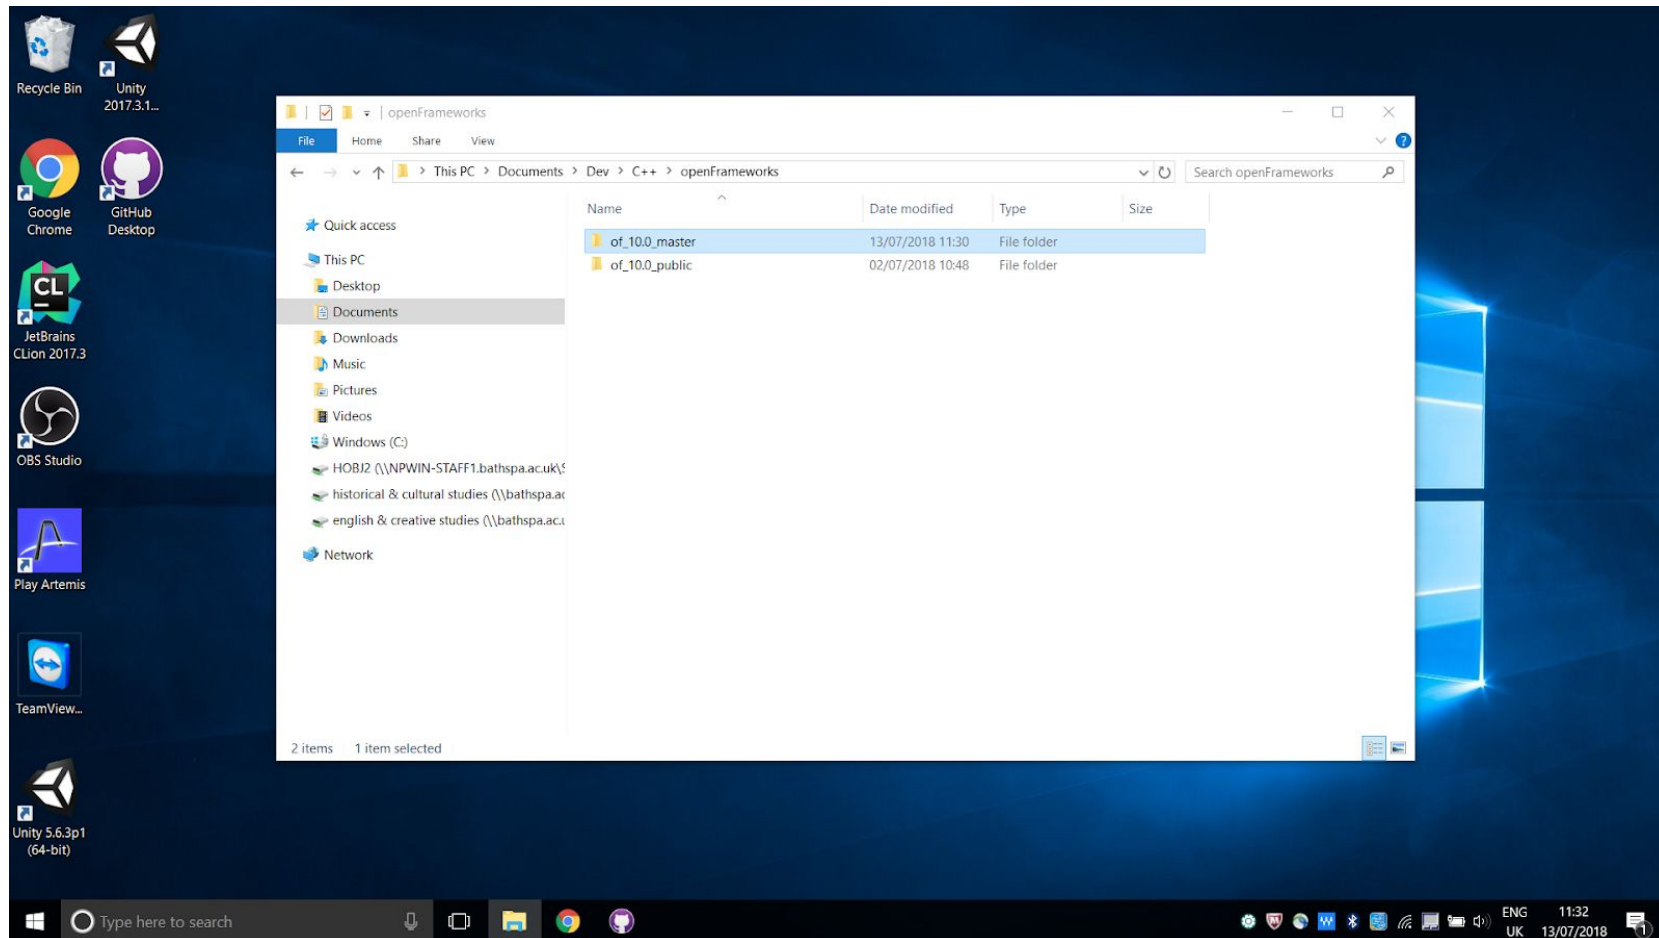 Recycle Bin
Unity
2017.3.1...
Google
Chrome
GitHub
Desktop
JetBrains
CLion 2017.3
OBS Studio
Play Artemis
TeamView...
Unity 5.6.3p1
(64-bit)
openFrameworks
File Home Share View
This PC > Documents > Dev > C++ > openFrameworks
Search openFrameworks
Quick access
This PC
Desktop
Documents
Downloads
Music
Pictures
Videos
Windows (C:)
HOBJ2 (\\NPWIN-STAFF1.bathspa.ac.uk\S
historical & cultural studies (\\bathspa.ac
english & creative studies (\\bathspa.ac.u
Network
Name Date modified Type Size
of_10.0_master 13/07/2018 11:30 File folder
of_10.0_public 02/07/2018 10:48 File folder
2 items 1 item selected
Type here to search
ENG
UK
11:32
13/07/2018
1